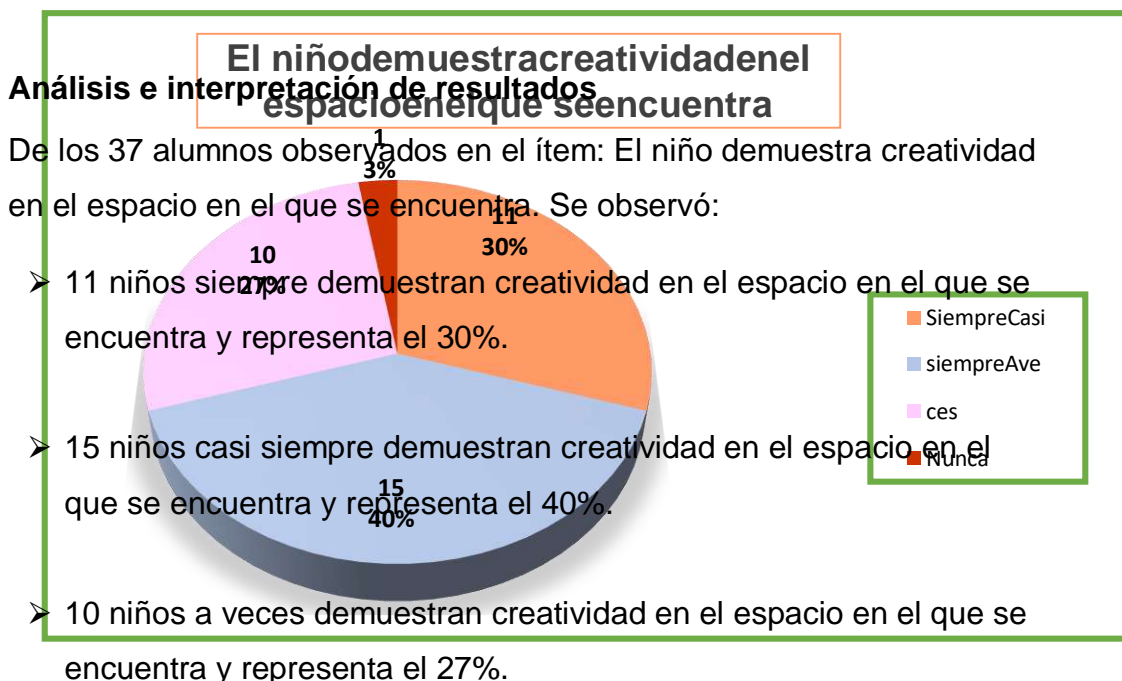 El niñodemuestracreatividadenel
espacioenelque seencuentra
Análisis e interpretación de resultados
De los 37 alumnos observados en el ítem: El niño demuestra creatividad
en el espacio en el que se encuentra. Se observó:
1
3%
11
30%
10
27%
15
40%
➢ 11 niños siempre demuestran creatividad en el espacio en el que se
encuentra y representa el 30%.
➢ 15 niños casi siempre demuestran creatividad en el espacio en el
que se encuentra y representa el 40%.
➢ 10 niños a veces demuestran creatividad en el espacio en el que se
encuentra y representa el 27%.
SiempreCasi
siempreAve
ces
Nunca